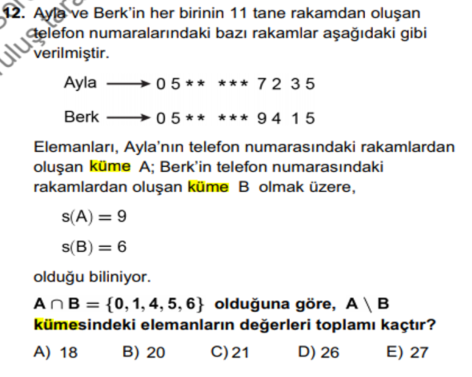 12. Ayla ve Berk'in her birinin 11 tane rakamdan oluşan
telefon numaralarındaki bazı rakamlar aşağıdaki gibi
verilmiştir.
Ayla → 0 5 * * * * * 7 2 3 5
Berk → 0 5 * * * * * 9 4 1 5
Elemanları, Ayla'nın telefon numarasındaki rakamlardan
oluşan küme A; Berk'in telefon numarasındaki
rakamlardan oluşan küme B olmak üzere,
s(A) = 9
s(B) = 6
olduğu biliniyor.
A ∩ B = {0, 1, 4, 5, 6} olduğuna göre, A \ B
kümesindeki elemanların değerleri toplamı kaçtır?
A) 18 B) 20 C) 21 D) 26 E) 27